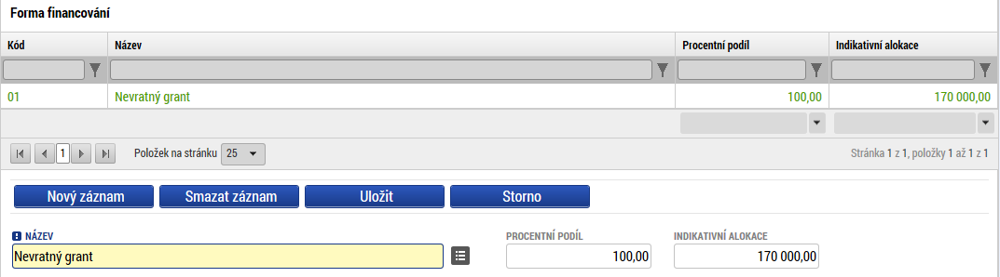 Forma financování
Kód Název Procentní podíl Indikativní alokace
01 Nevratný grant 100,00 170 000,00
1 Položek na stránku 25 Stránka 1 z 1, položky 1 až 1 z 1
Nový záznam Smazat záznam Uložit Storno
NÁZEV PROCENTNÍ PODÍL INDIKATIVNÍ ALOKACE
Nevratný grant 100,00 170 000,00